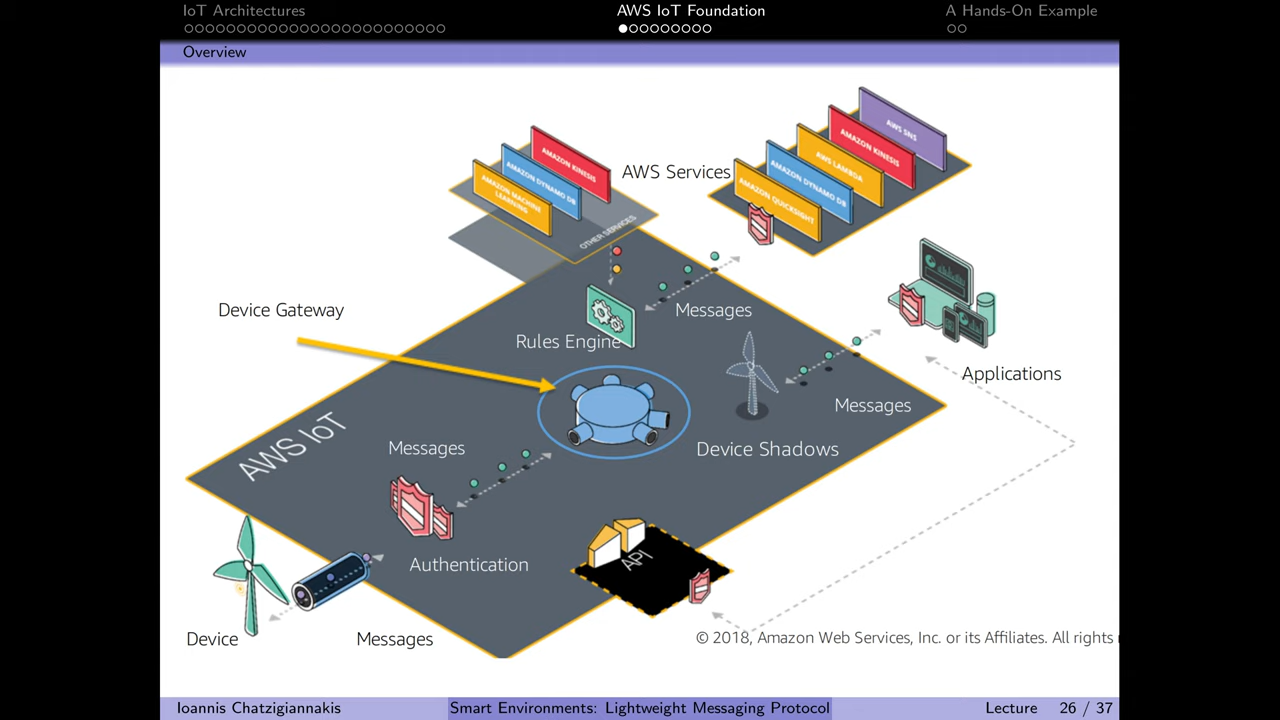 IoT Architectures
AWS IoT Foundation
A Hands-On Example
Overview
AWS SNS
AMAZON KINESIS
AWS LAMBDA
AMAZON DYNAMO DB
AMAZON QUICKSIGHT
AMAZON KINESIS
AMAZON DYNAMO DB
AMAZON MACHINE
LEARNING
OTHER SERVICES
AWS Services
Device Gateway
Messages
Rules Engine
Applications
Messages
AWS IoT
Messages
Device Shadows
API
Authentication
Device
Messages
© 2018, Amazon Web Services, Inc. or its Affiliates. All rights
Ioannis Chatzigiannakis
Smart Environments: Lightweight Messaging Protocol
Lecture 26 / 37